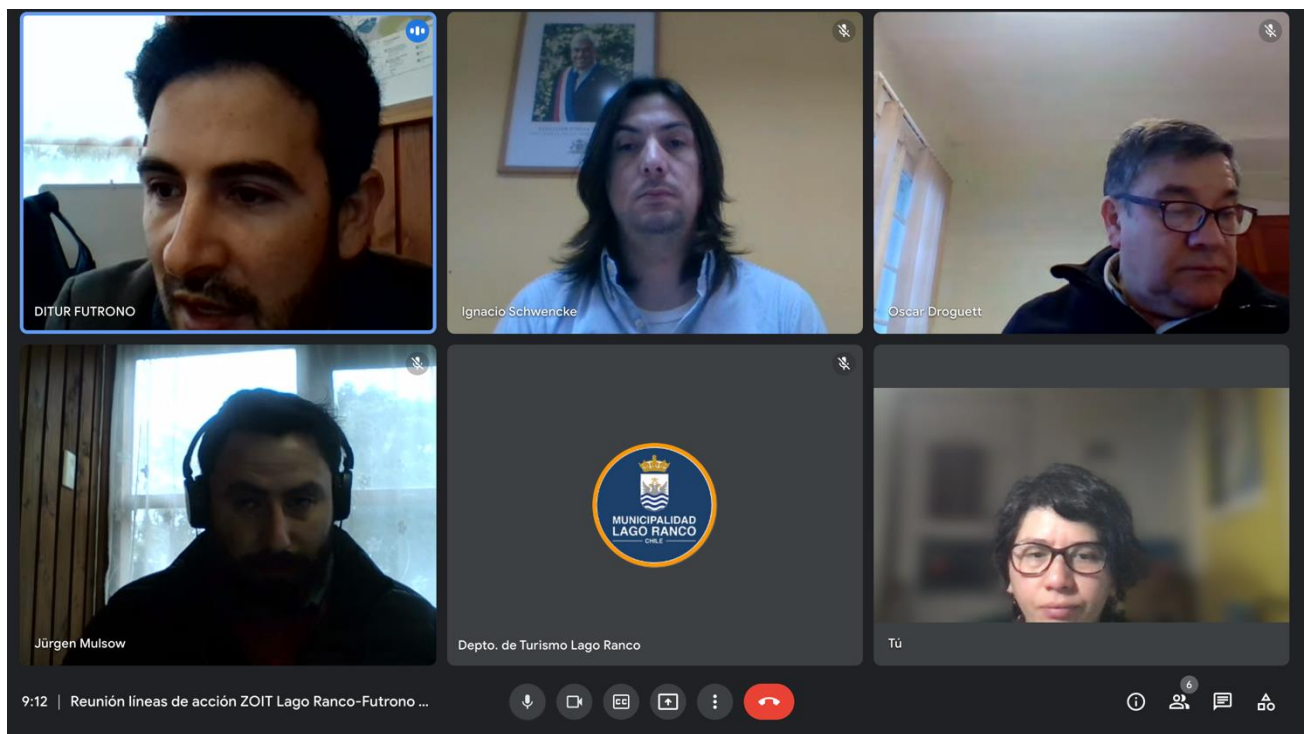 DITUR FUTRONO
Ignacio Schwencke
Oscar Droguett
Jürgen Mulsow
MUNICIPALIDAD
LAGO RANCO
CHILE
Depto. de Turismo Lago Ranco
Tú
9:12 | Reunión líneas de acción ZOIT Lago Ranco-Futrono ...
CC
6